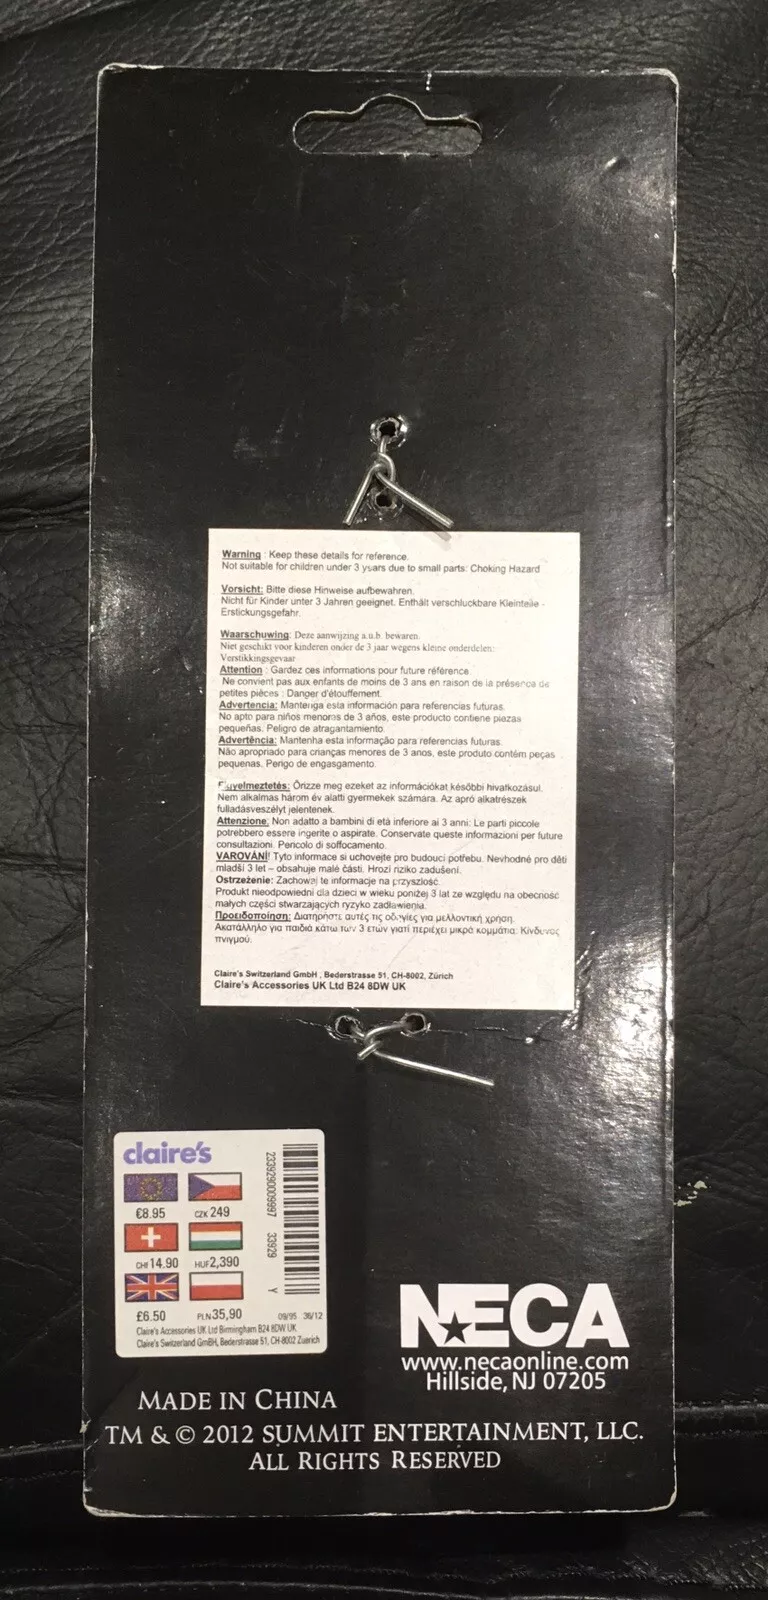 Warning : Keep these details for reference.
Not suitable for children under 3 years due to small parts: Choking Hazard
Vorsicht: Bitte diese Hinweise aufbewahren.
Nicht für Kinder unter 3 Jahren geeignet. Enthält verschluckbare Kleinteile -
Erstickungsgefahr.
Waarschuwing: Deze aanwijzing a.u.b. bewaren.
Niet geschikt voor kinderen onder de 3 jaar wegens kleine onderdelen:
Verstikkingsgevaar
Attention : Gardez ces informations pour future référence.
Ne convient pas aux enfants de moins de 3 ans en raison de la présence de
petites pièces : Danger d'étouffement.
Advertencia: Mantenga esta información para referencias futuras.
No apto para niños menores de 3 años, este producto contiene piezas
pequeñas. Peligro de atragantamiento.
Advertência: Mantenha esta informação para referencias futuras.
Não apropriado para crianças menores de 3 anos, este produto contém peças
pequenas. Perigo de engasgamento.
Figyelmeztetés: Örizze meg ezeket az információkat későbbi hivatkozásul.
Nem alkalmas három év alatti gyermekek számára. Az apró alkatrészek
fulladásveszélyt jelentenek.
Attenzione: Non adatto a bambini di età inferiore ai 3 anni: Le parti piccole
potrebbero essere ingerite o aspirate. Conservate queste informazioni per future
consultazioni. Pericolo di soffocamento.
VAROVÁNÍ! Tyto informace si uchovejte pro budoucí potřebu. Nevhodné pro děti
mladší 3 let – obsahuje malé části. Hrozí riziko zadušení.
Ostrzeżenie: Zachowaj te informacje na przyszłość.
Produkt nieodpowiedni dla dzieci w wieku poniżej 3 lat ze względu na obecność
małych części stwarzających ryzyko zadławienia.
Προειδοποίηση: Διατηρήστε αυτές τις οδηγίες για μελλοντική χρήση.
Ακατάλληλο για παιδιά κάτω των 3 ετών γιατί περιέχει μικρά κομμάτια. Κίνδυνος
πνιγμού.
Claire's Switzerland GmbH , Bederstrasse 51, CH-8002, Zürich
Claire's Accessories UK Ltd B24 8DW UK
claire's
€8.95 CZK 249
CHF 14.90 HUF 2,390
£6.50 PLN 35,90
2339290009997 33929 Y
09/95 36/12
Claire's Accessories UK Ltd Birmingham B24 8DW UK
Claire's Switzerland GmbH, Bederstrasse 51, CH-8002 Zuerich
NECA
www.necaonline.com
Hillside, NJ 07205
MADE IN CHINA
TM & © 2012 SUMMIT ENTERTAINMENT, LLC.
ALL RIGHTS RESERVED